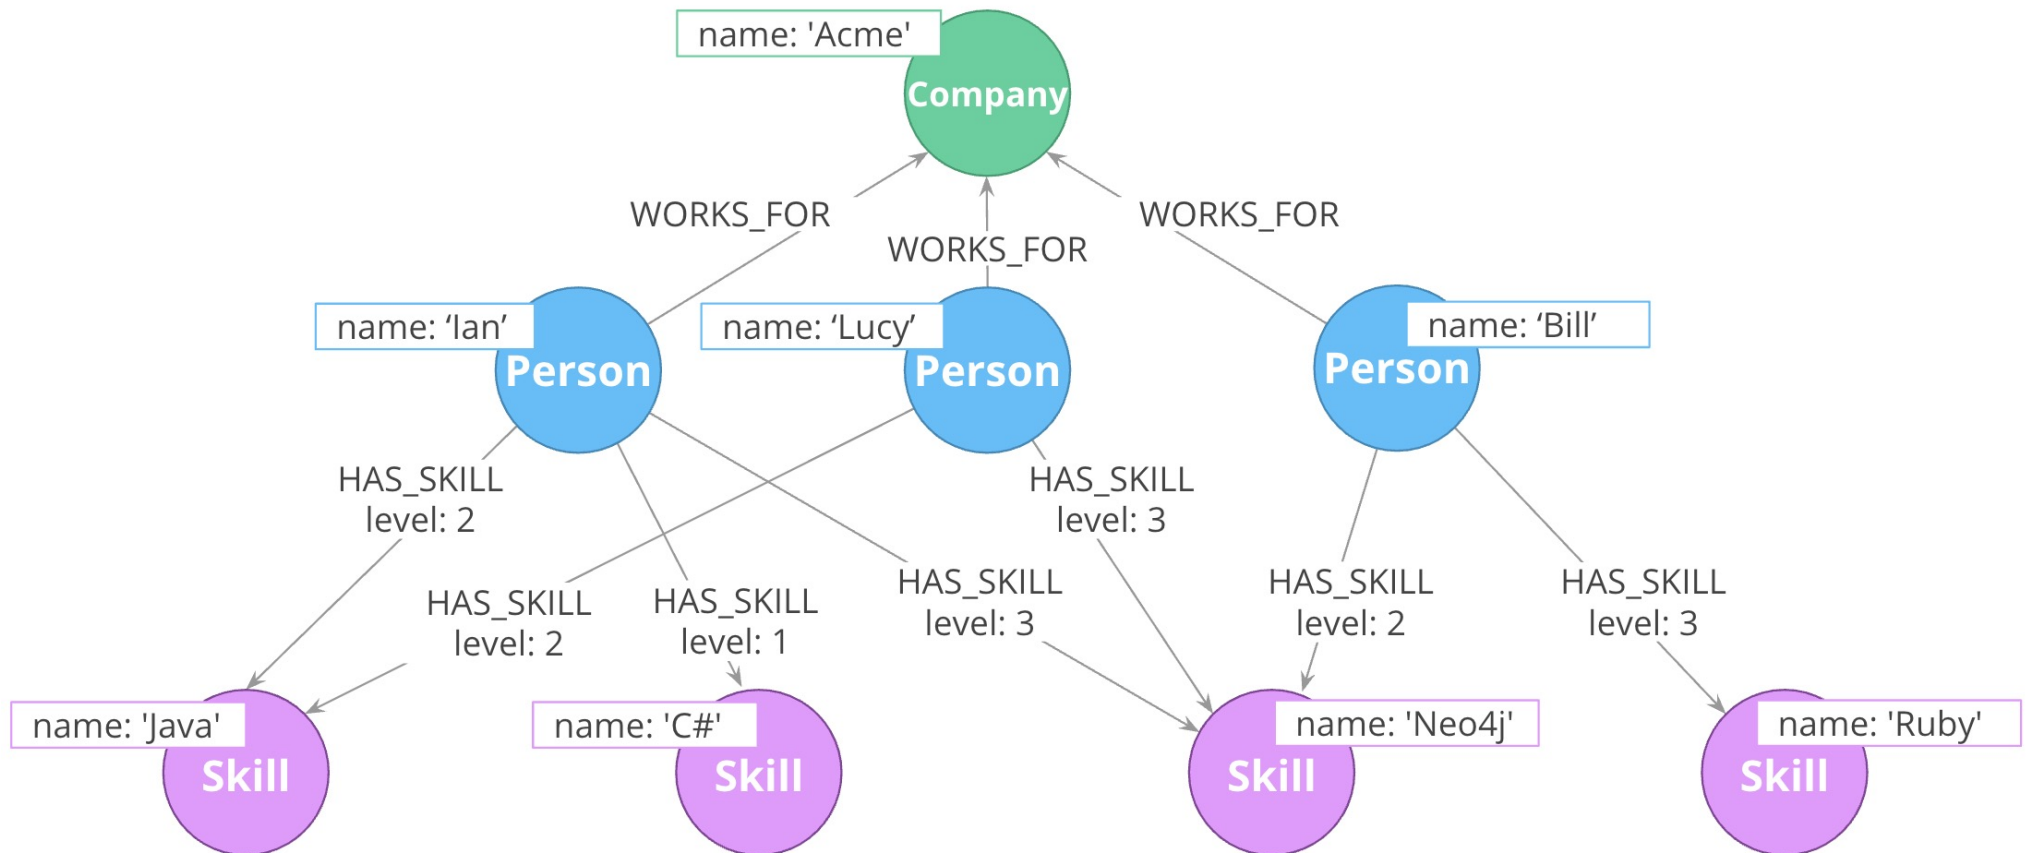 name: 'Acme'
Company
WORKS_FOR
WORKS_FOR
WORKS_FOR
name: ‘Ian’
Person
name: ‘Lucy’
Person
name: ‘Bill’
Person
HAS_SKILL
level: 2
HAS_SKILL
level: 2
HAS_SKILL
level: 1
HAS_SKILL
level: 3
HAS_SKILL
level: 3
HAS_SKILL
level: 2
HAS_SKILL
level: 3
name: 'Java'
Skill
name: 'C#'
Skill
name: 'Neo4j'
Skill
name: 'Ruby'
Skill